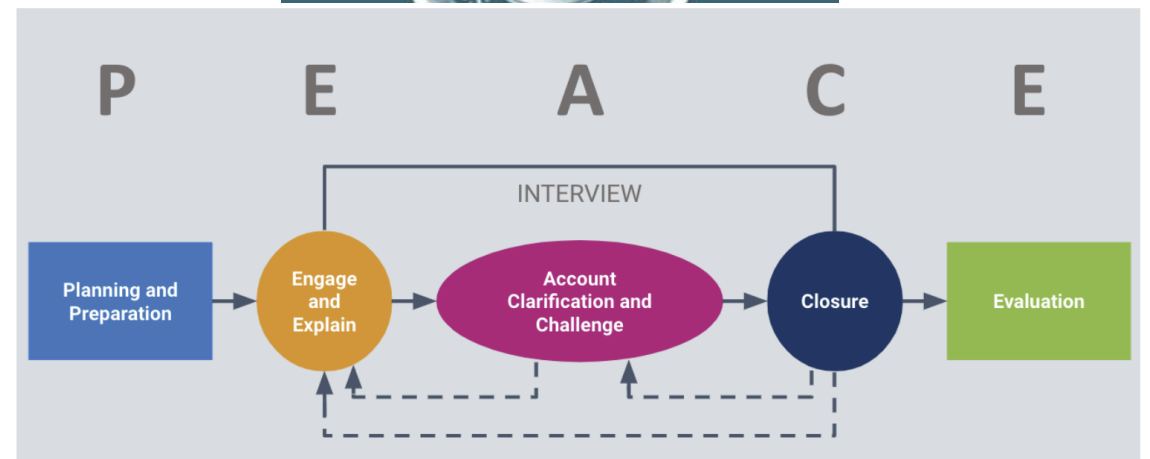 P E A C E
INTERVIEW
Planning and
Preparation
Engage
and
Explain
Account
Clarification and
Challenge
Closure
Evaluation